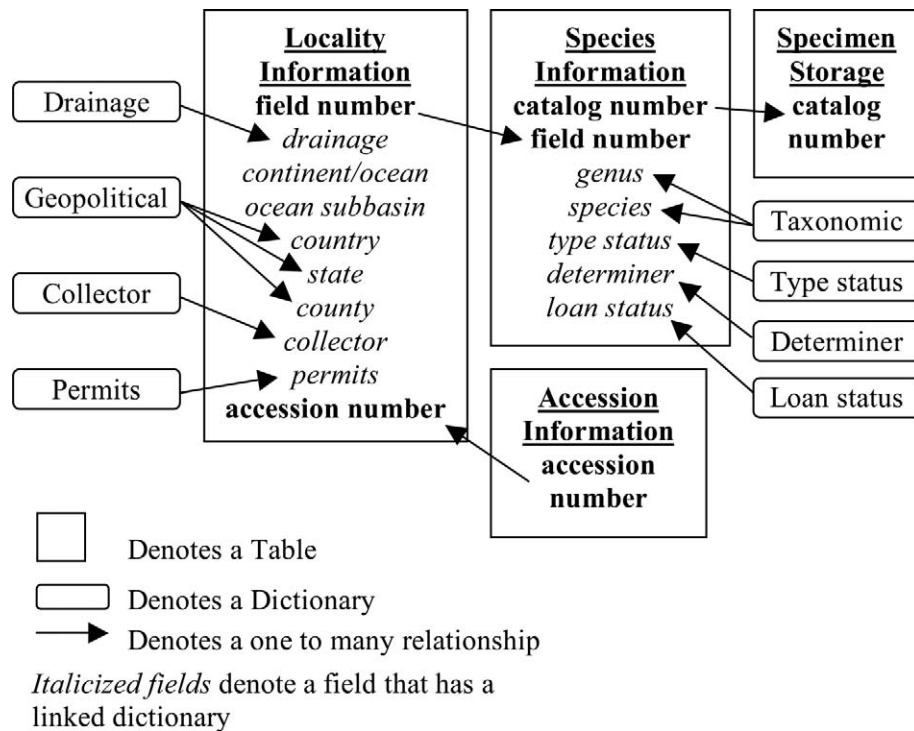 Drainage
Geopolitical
Collector
Permits
Locality
Information
field number
drainage
continent/ocean
ocean subbasin
country
state
county
collector
permits
accession number
Species
Information
catalog number
field number
genus
species
type status
determiner
loan status
Specimen
Storage
catalog
number
Taxonomic
Type status
Determiner
Loan status
Accession
Information
accession
number
Denotes a Table
Denotes a Dictionary
Denotes a one to many relationship
Italicized fields denote a field that has a
linked dictionary